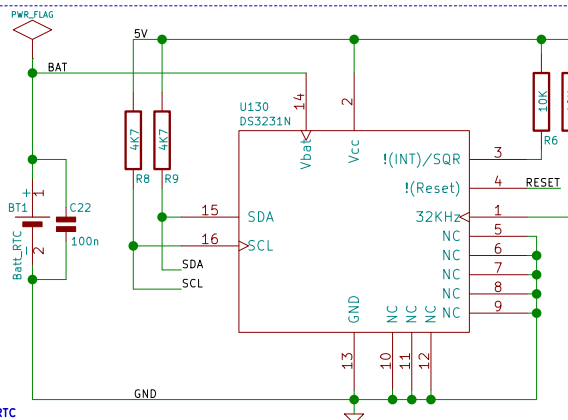 PWR_FLAG
5V
BAT
U130
DS3231N
14
2
Vbat
Vcc
4K7
4K7
R8
R9
10K
R6
!(INT)/SQR
3
!(Reset)
4
RESET
32KHz
1
NC
5
NC
6
NC
7
NC
8
NC
9
15
SDA
16
SCL
SDA
SCL
+
1
BT1
2
Batt_RTC
C22
100n
GND
NC
NC
NC
13
10
11
12
GND
RTC